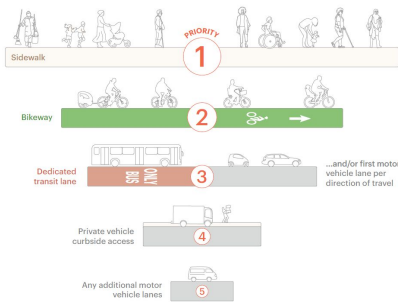 PRIORITY
1
Sidewalk
Bikeway
2
Dedicated
transit lane
BUS
ONLY
3
...and/or first motor
vehicle lane per
direction of travel
Private vehicle
curbside access
4
Any additional motor
vehicle lanes
5